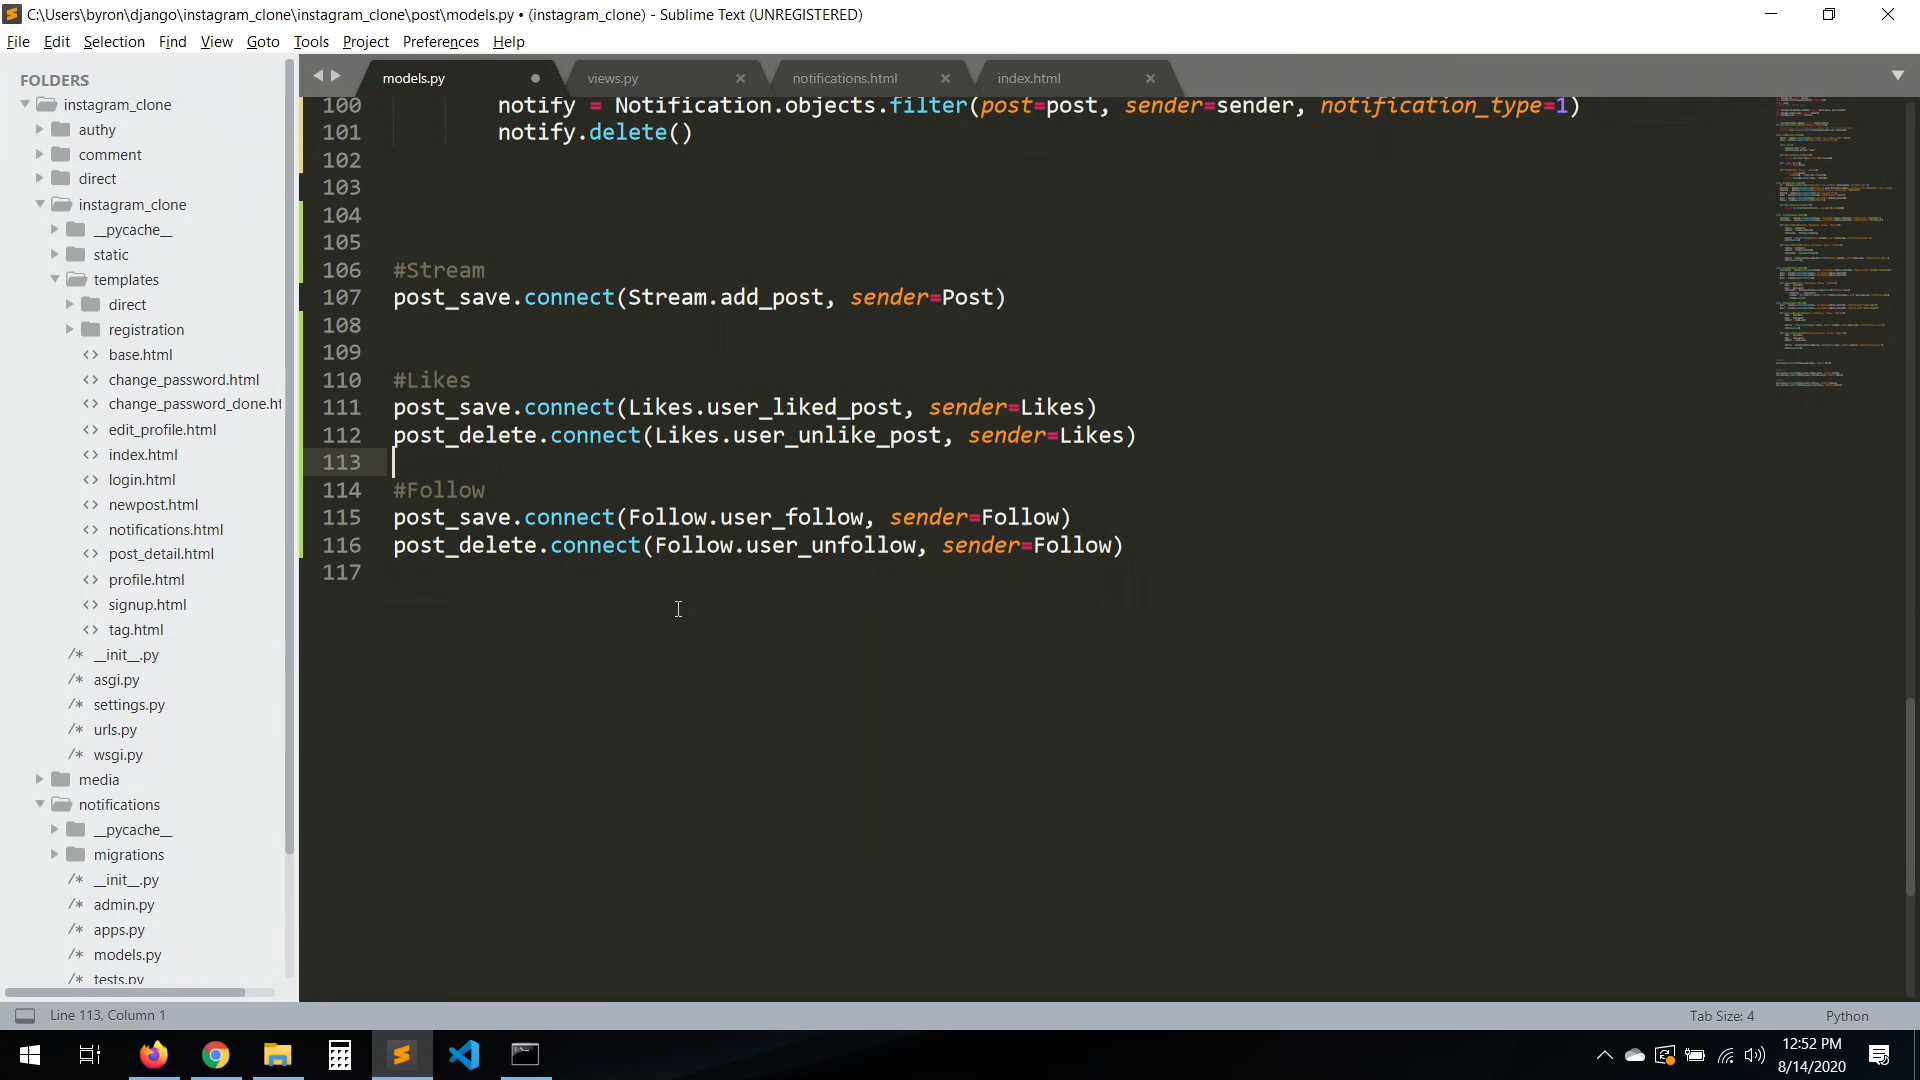 C:\Users\byron\django\instagram_clone\instagram_clone\post\models.py • (instagram_clone) - Sublime Text (UNREGISTERED)
File Edit Selection Find View Goto Tools Project Preferences Help
FOLDERS
instagram_clone
authy
comment
direct
instagram_clone
__pycache__
static
templates
direct
registration
<> base.html
<> change_password.html
<> change_password_done.ht
<> edit_profile.html
<> index.html
<> login.html
<> newpost.html
<> notifications.html
<> post_detail.html
<> profile.html
<> signup.html
<> tag.html
/* __init__.py
/* asgi.py
/* settings.py
/* urls.py
/* wsgi.py
media
notifications
__pycache__
migrations
/* __init__.py
/* admin.py
/* apps.py
/* models.py
/* tests.py
models.py views.py notifications.html index.html
100 notify = Notification.objects.filter(post=post, sender=sender, notification_type=1)
101 notify.delete()
102
103
104
105
106 #Stream
107 post_save.connect(Stream.add_post, sender=Post)
108
109
110 #Likes
111 post_save.connect(Likes.user_liked_post, sender=Likes)
112 post_delete.connect(Likes.user_unlike_post, sender=Likes)
113
114 #Follow
115 post_save.connect(Follow.user_follow, sender=Follow)
116 post_delete.connect(Follow.user_unfollow, sender=Follow)
117
Line 113, Column 1 Tab Size: 4 Python
12:52 PM
8/14/2020